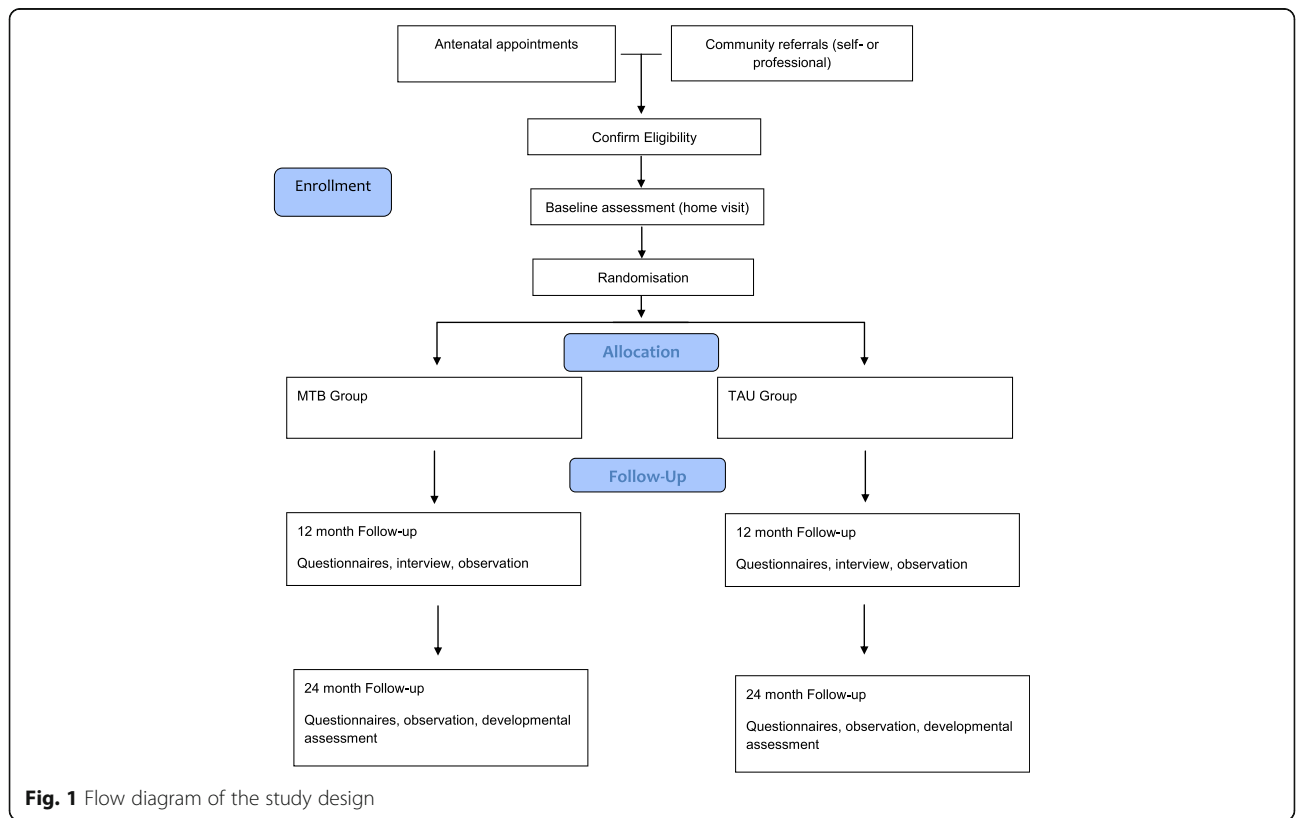 Antenatal appointments
Community referrals (self- or
professional)
Confirm Eligibility
Enrollment
Baseline assessment (home visit)
Randomisation
Allocation
MTB Group
TAU Group
Follow-Up
12 month Follow-up
Questionnaires, interview, observation
12 month Follow-up
Questionnaires, interview, observation
24 month Follow-up
Questionnaires, observation, developmental
assessment
24 month Follow-up
Questionnaires, observation, developmental
assessment
Fig. 1 Flow diagram of the study design